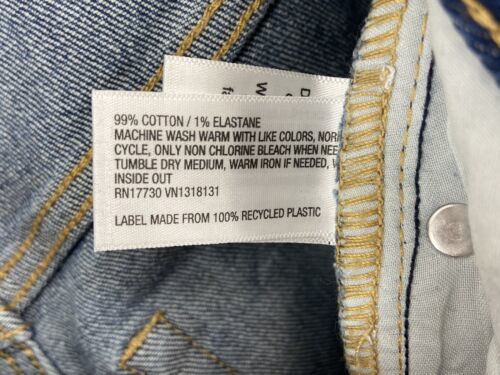 99% COTTON / 1% ELASTANE
MACHINE WASH WARM WITH LIKE COLORS,
CYCLE, ONLY NON CHLORINE BLEACH WHEN
TUMBLE DRY MEDIUM, WARM IRON IF NEEDED,
INSIDE OUT
RN17730 VN1318131
LABEL MADE FROM 100% RECYCLED PLASTIC